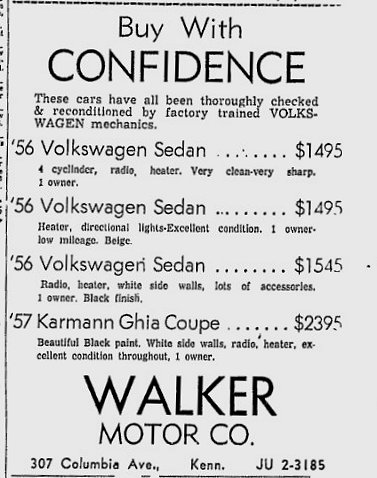 Buy With
CONFIDENCE
These cars have all been thoroughly checked
& reconditioned by factory trained VOLKS-
WAGEN mechanics.
'56 Volkswagen Sedan ........ $1495
4 cyclinder, radio, heater. Very clean-very sharp.
1 owner.
'56 Volkswagen Sedan ........ $1495
Heater, directional lights-Excellent condition. 1 owner-
low mileage. Beige.
'56 Volkswagen Sedan ........ $1545
Radio, heater, white side walls, lots of accessories.
1 owner. Black finish.
'57 Karmann Ghia Coupe ....... $2395
Beautiful Black paint. White side walls, radio, heater, ex-
cellent condition throughout, 1 owner.
WALKER
MOTOR CO.
307 Columbia Ave., Kenn. JU 2-3185